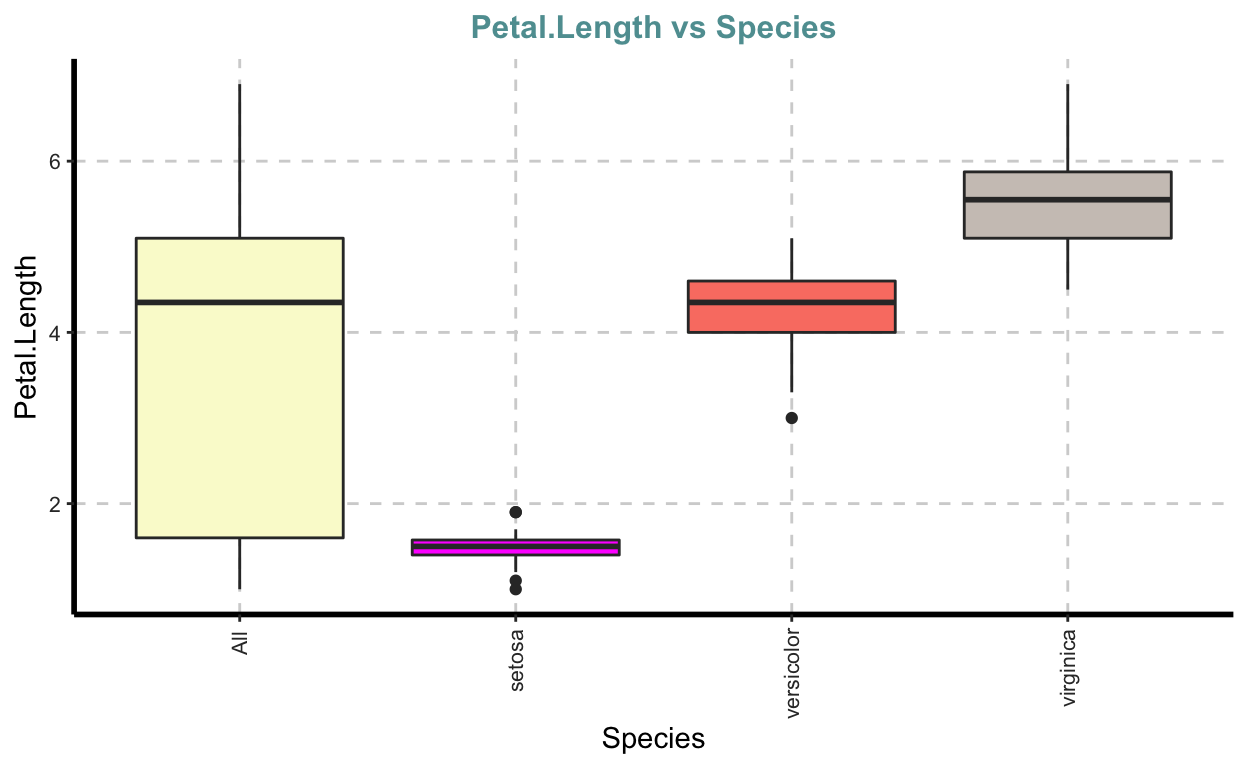 Petal.Length vs Species
Petal.Length
6
4
2
All
setosa
versicolor
virginica
Species